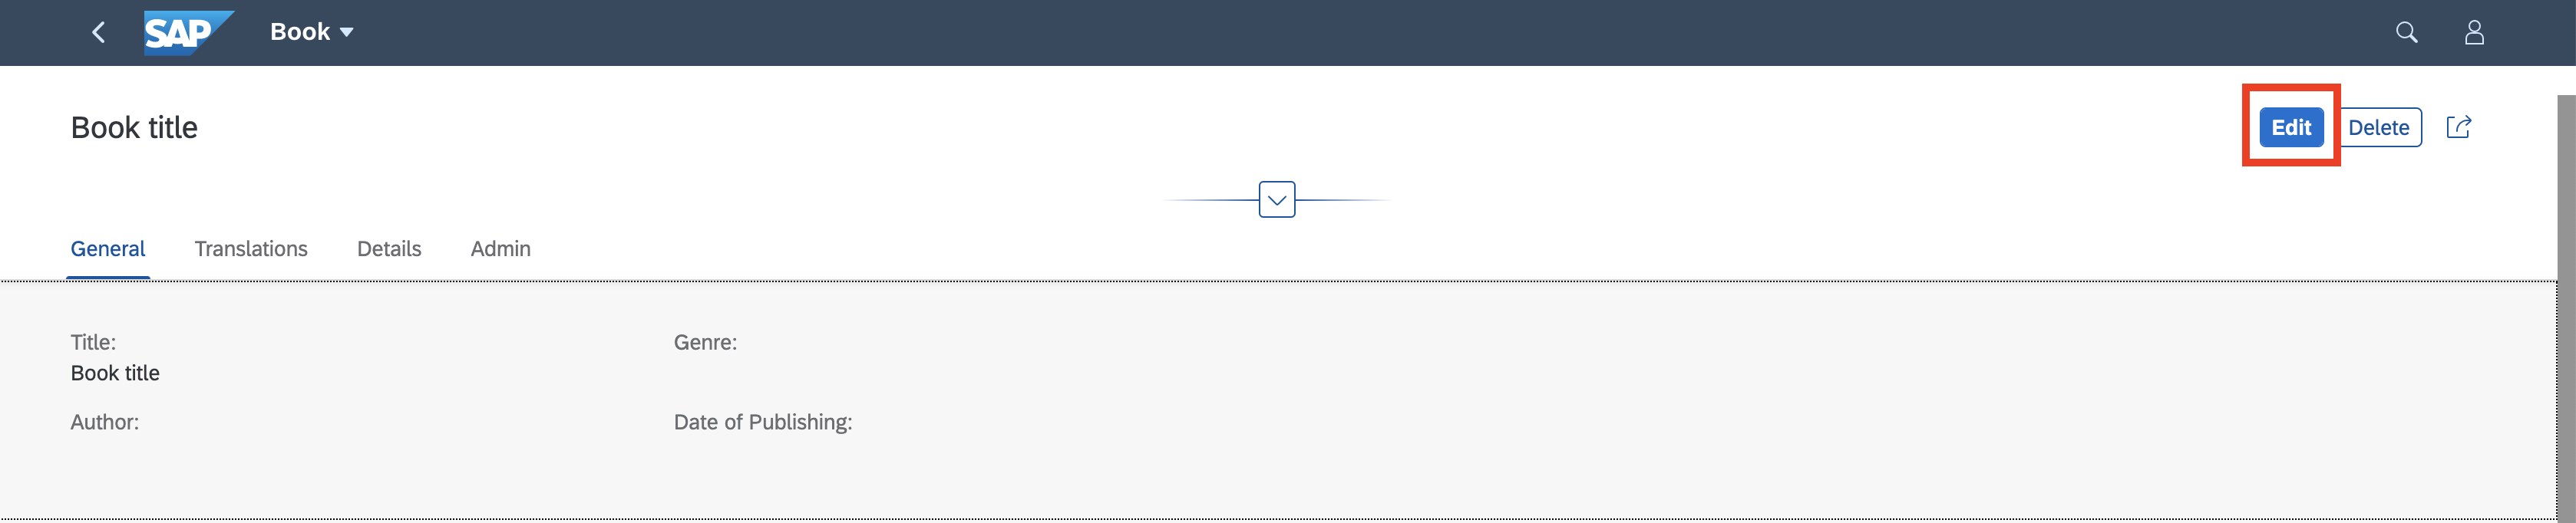 SAP Book
Book title Edit Delete
General Translations Details Admin
Title: Genre:
Book title
Author: Date of Publishing: